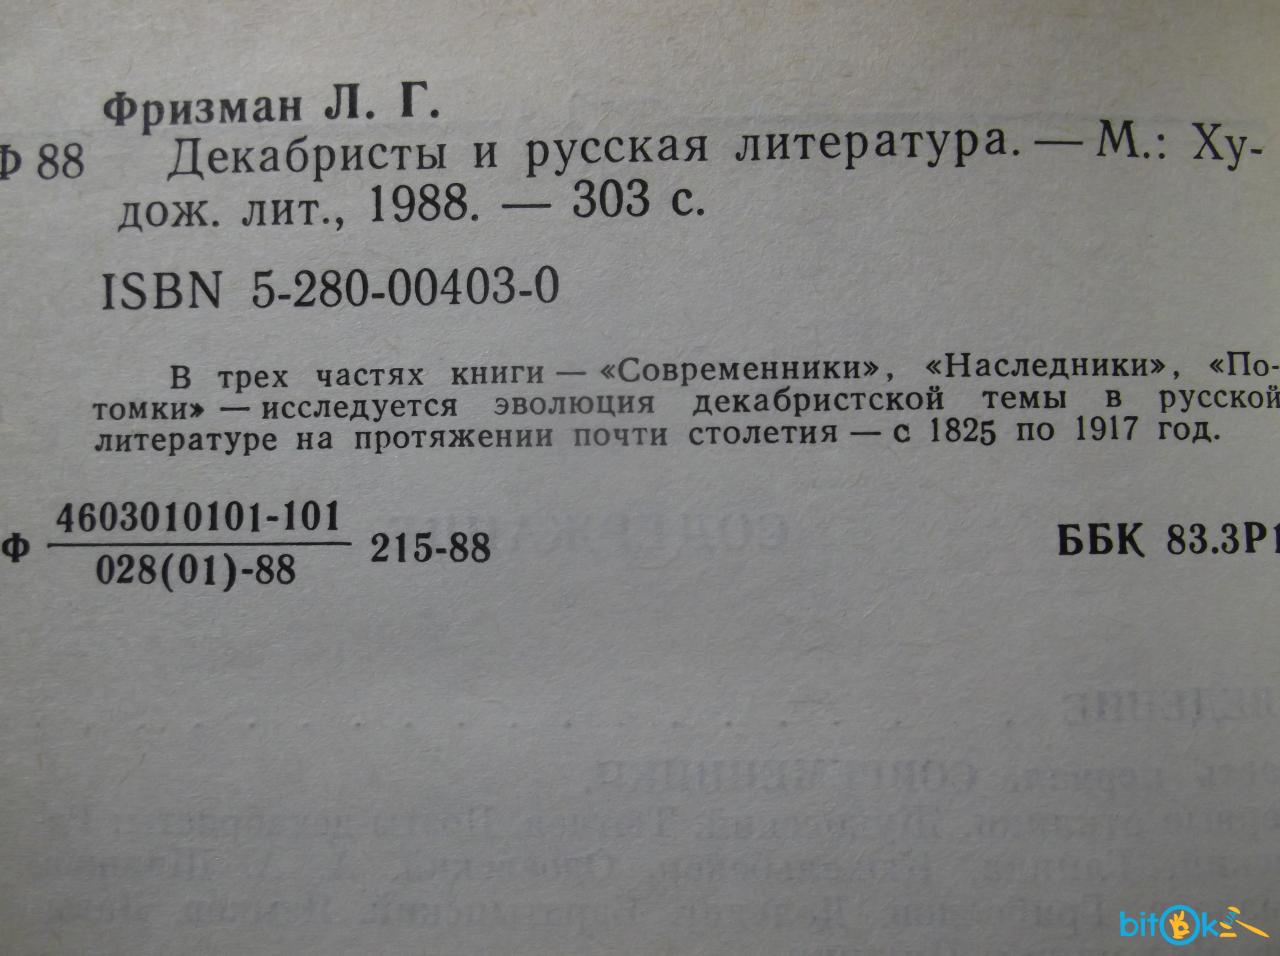 Фризман Л. Г.
Ф 88 Декабристы и русская литература. — М.: Ху-
дож. лит., 1988. — 303 с.
ISBN 5-280-00403-0
В трех частях книги — «Современники», «Наследники», «По-
томки» — исследуется эволюция декабристской темы в русской
литературе на протяжении почти столетия — с 1825 по 1917 год.
Ф 4603010101-101
028(01)-88
215-88
ББК 83.3Р1
СОДЕРЖАНИЕ
bitOk